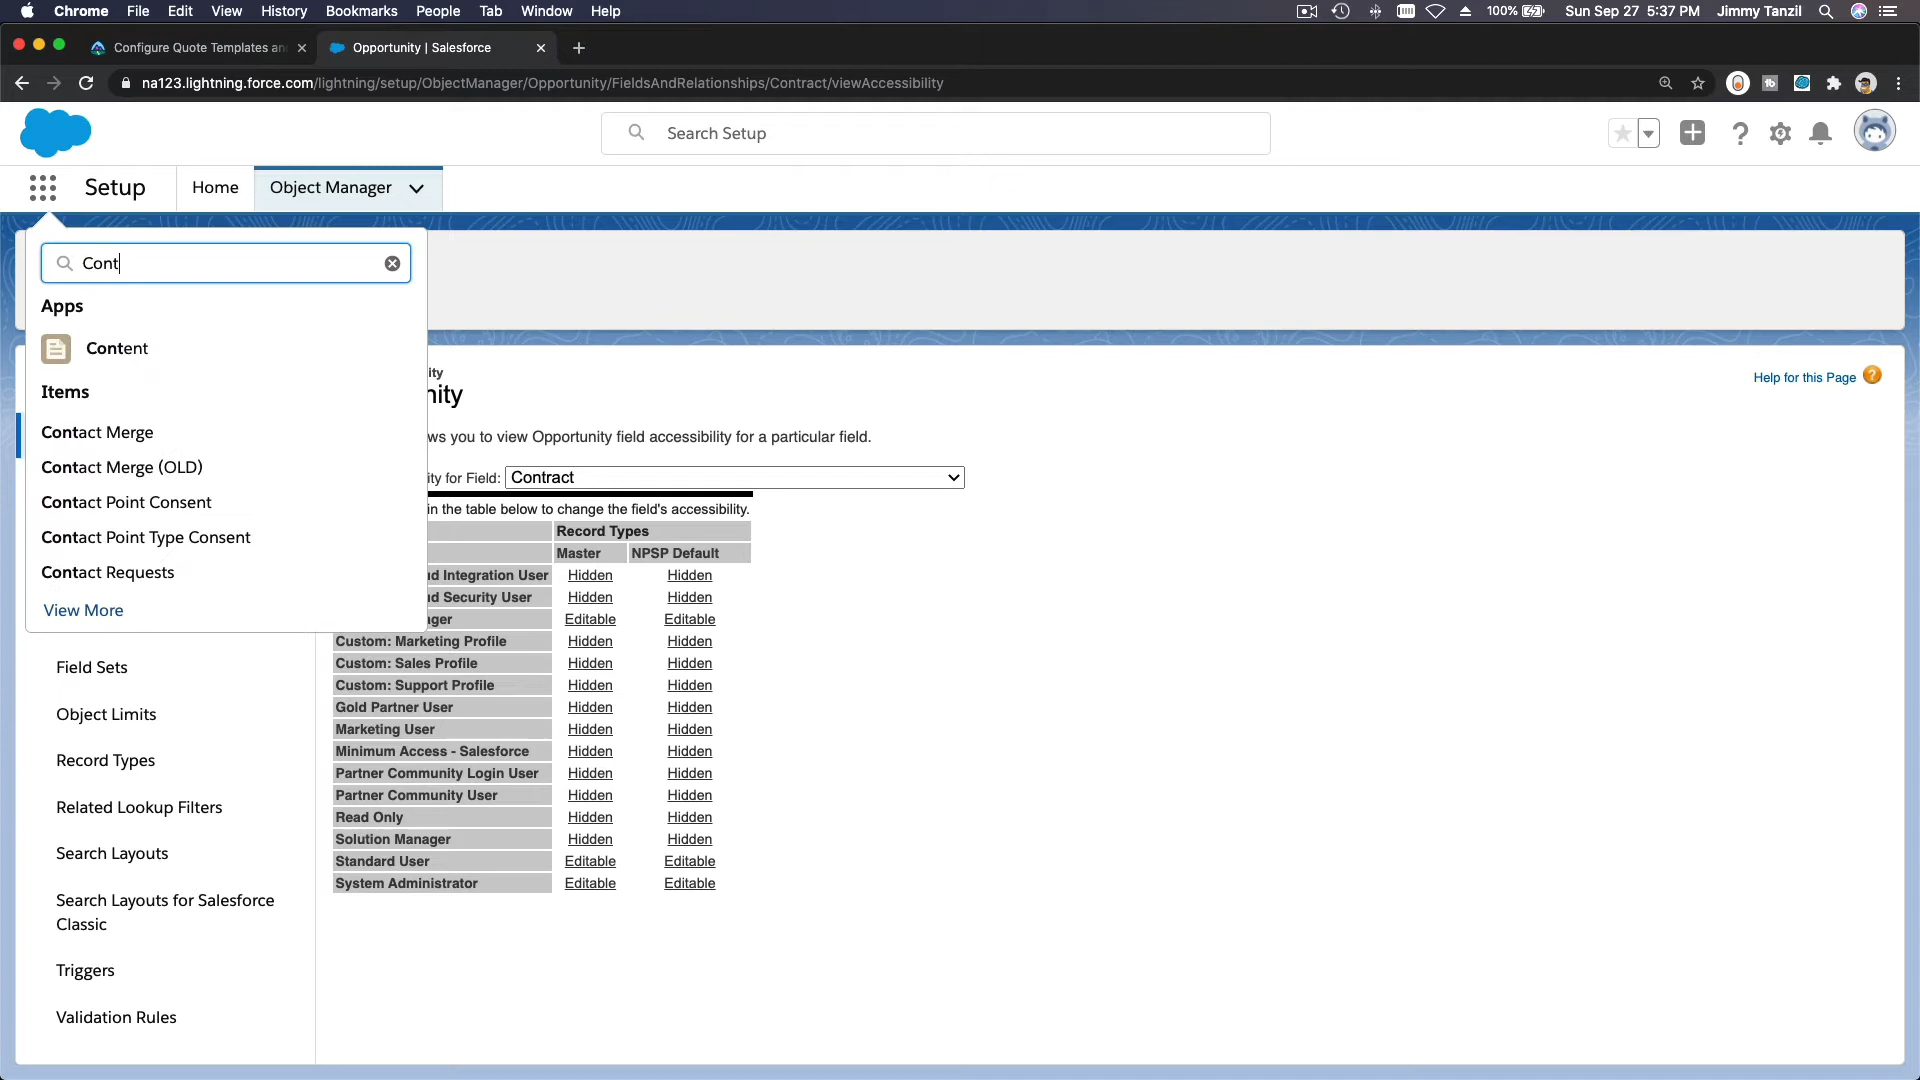 Chrome File Edit View History Bookmarks People Tab Window Help 100% Sun Sep 27 5:37 PM Jimmy Tanzil
Configure Quote Templates an
Opportunity | Salesforce
na123.lightning.force.com/lightning/setup/ObjectManager/Opportunity/FieldsAndRelationships/Contract/viewAccessibility
Search Setup
Setup Home Object Manager
Cont
Apps
Content
Items
Contact Merge
Contact Merge (OLD)
Contact Point Consent
Contact Point Type Consent
Contact Requests
View More
Field Sets
Object Limits
Record Types
Related Lookup Filters
Search Layouts
Search Layouts for Salesforce
Classic
Triggers
Validation Rules
ity
nity
Help for this Page
ws you to view Opportunity field accessibility for a particular field.
ity for Field: Contract
in the table below to change the field's accessibility.
Record Types
Master NPSP Default
ud Integration User Hidden Hidden
ud Security User Hidden Hidden
ager Editable Editable
Custom: Marketing Profile Hidden Hidden
Custom: Sales Profile Hidden Hidden
Custom: Support Profile Hidden Hidden
Gold Partner User Hidden Hidden
Marketing User Hidden Hidden
Minimum Access - Salesforce Hidden Hidden
Partner Community Login User Hidden Hidden
Partner Community User Hidden Hidden
Read Only Hidden Hidden
Solution Manager Hidden Hidden
Standard User Editable Editable
System Administrator Editable Editable